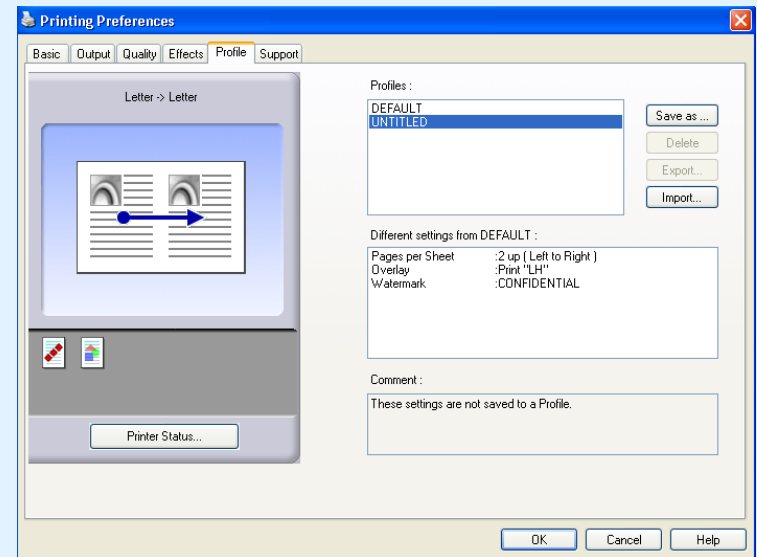 Printing Preferences
Basic Output Quality Effects Profile Support
Letter -> Letter
Printer Status...
Profiles :
DEFAULT
UNTITLED
Save as ...
Delete
Export...
Import...
Different settings from DEFAULT :
Pages per Sheet :2 up ( Left to Right )
Overlay :Print "LH"
Watermark :CONFIDENTIAL
Comment :
These settings are not saved to a Profile.
OK Cancel Help